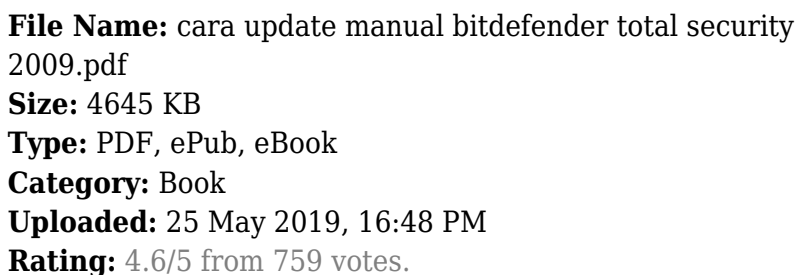 File Name: cara update manual bitdefender total security
2009.pdf
Size: 4645 KB
Type: PDF, ePub, eBook
Category: Book
Uploaded: 25 May 2019, 16:48 PM
Rating: 4.6/5 from 759 votes.